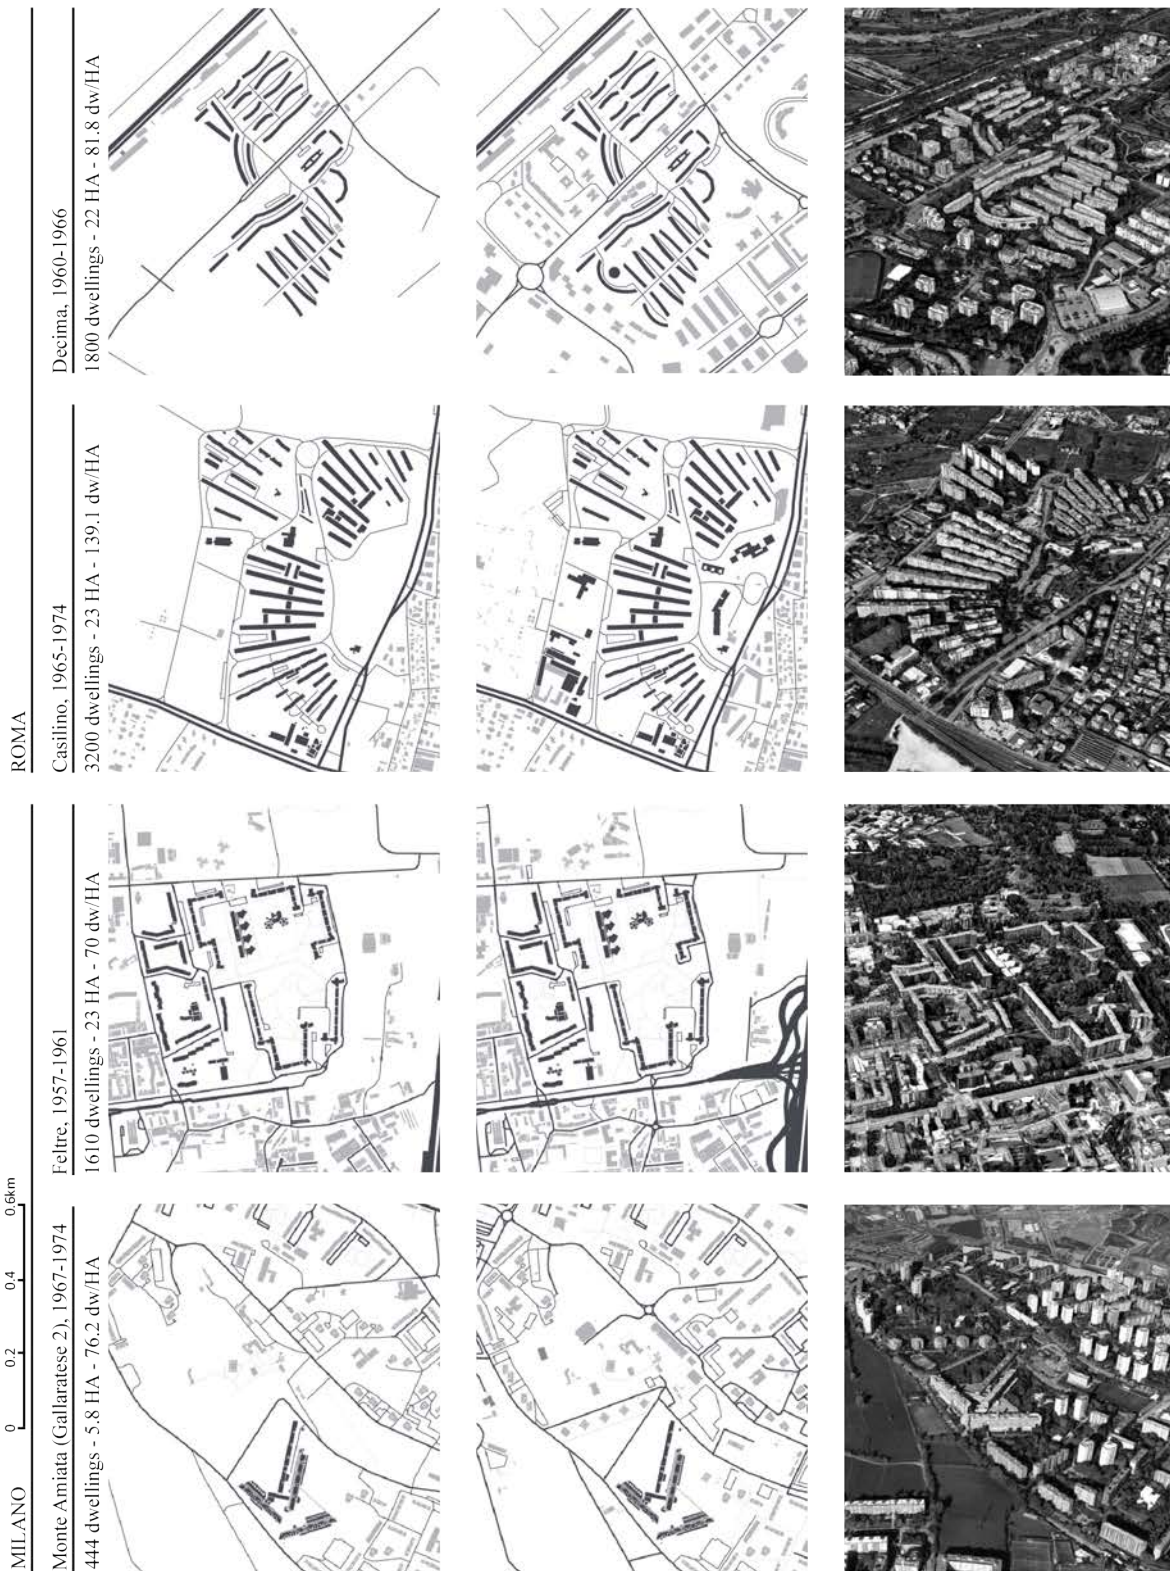 MILANO
0 0.2 0.4 0.6km
Monte Amiata (Gallaratese 2), 1967-1974
444 dwellings - 5.8 HA - 76.2 dw/HA
Feltre, 1957-1961
1610 dwellings - 23 HA - 70 dw/HA
ROMA
Casilino, 1965-1974
3200 dwellings - 23 HA - 139.1 dw/HA
Decima, 1960-1966
1800 dwellings - 22 HA - 81.8 dw/HA